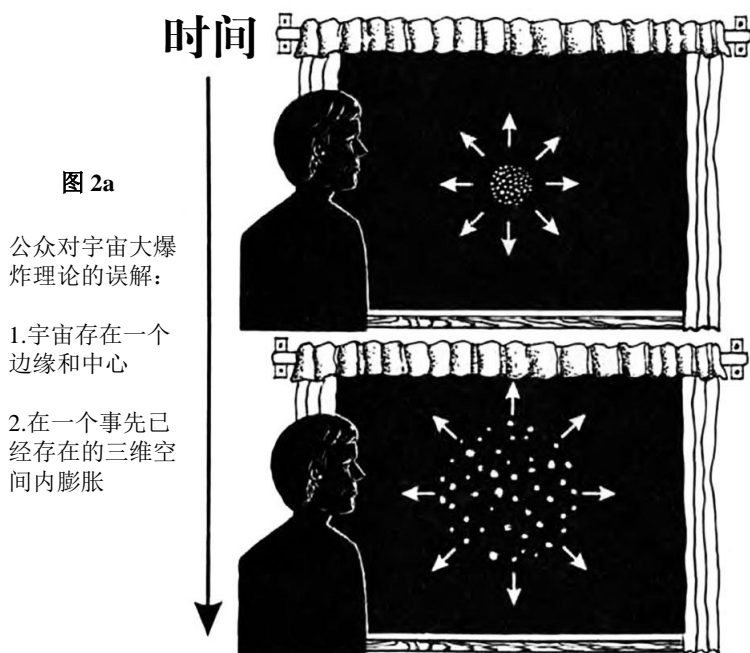 时间
图 2a
公众对宇宙大爆
炸理论的误解：
1.宇宙存在一个
边缘和中心
2.在一个事先已
经存在的三维空
间内膨胀